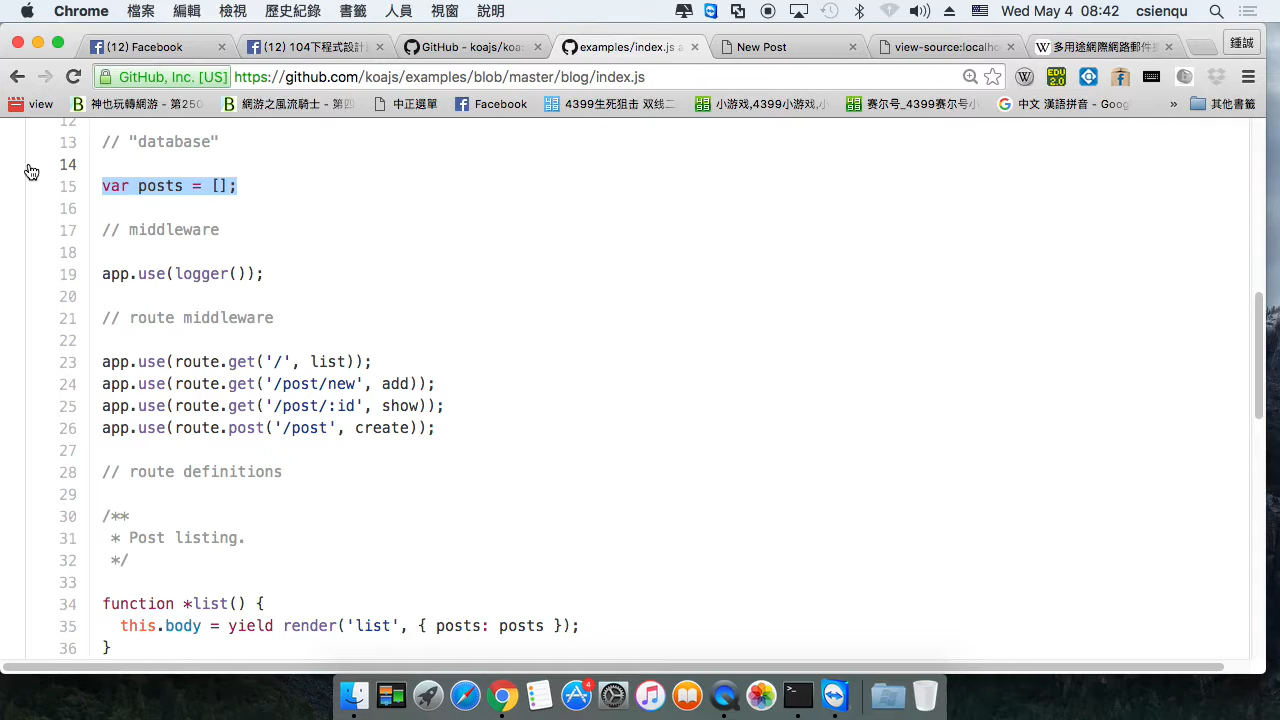 Chrome 檔案 編輯 檢視 歷史紀錄 書籤 人員 視窗 說明 Wed May 4 08:42 csienqu
(12) Facebook
(12) 104下程式設計
GitHub - koajs/koa
examples/index.js a
New Post
view-source:localho
多用途網際網路郵件
鍾誠
GitHub, Inc. [US] https://github.com/koajs/examples/blob/master/blog/index.js
view 神也玩轉網游 - 第250 網游之風流騎士 - 第四 中正選單 Facebook 4399生死狙击 双线二 小游戏,4399小游戏,小 赛尔号_4399赛尔号小 中文 漢語拼音 - Goog » 其他書籤
12
13 // "database"
14
15 var posts = [];
16
17 // middleware
18
19 app.use(logger());
20
21 // route middleware
22
23 app.use(route.get('/', list));
24 app.use(route.get('/post/new', add));
25 app.use(route.get('/post/:id', show));
26 app.use(route.post('/post', create));
27
28 // route definitions
29
30 /**
31 * Post listing.
32 */
33
34 function *list() {
35 this.body = yield render('list', { posts: posts });
36 }